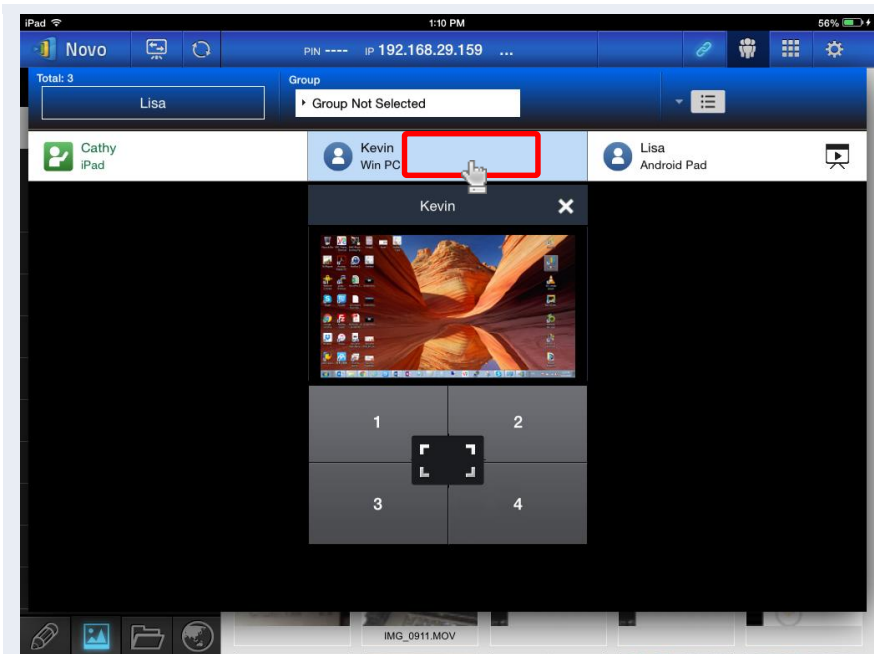 iPad 1:10 PM 56%
Novo PIN ---- IP 192.168.29.159 ...
Total: 3 Group
Lisa Group Not Selected
Cathy
iPad
Kevin
Win PC
Lisa
Android Pad
Kevin
1 2
3 4
IMG_0911.MOV